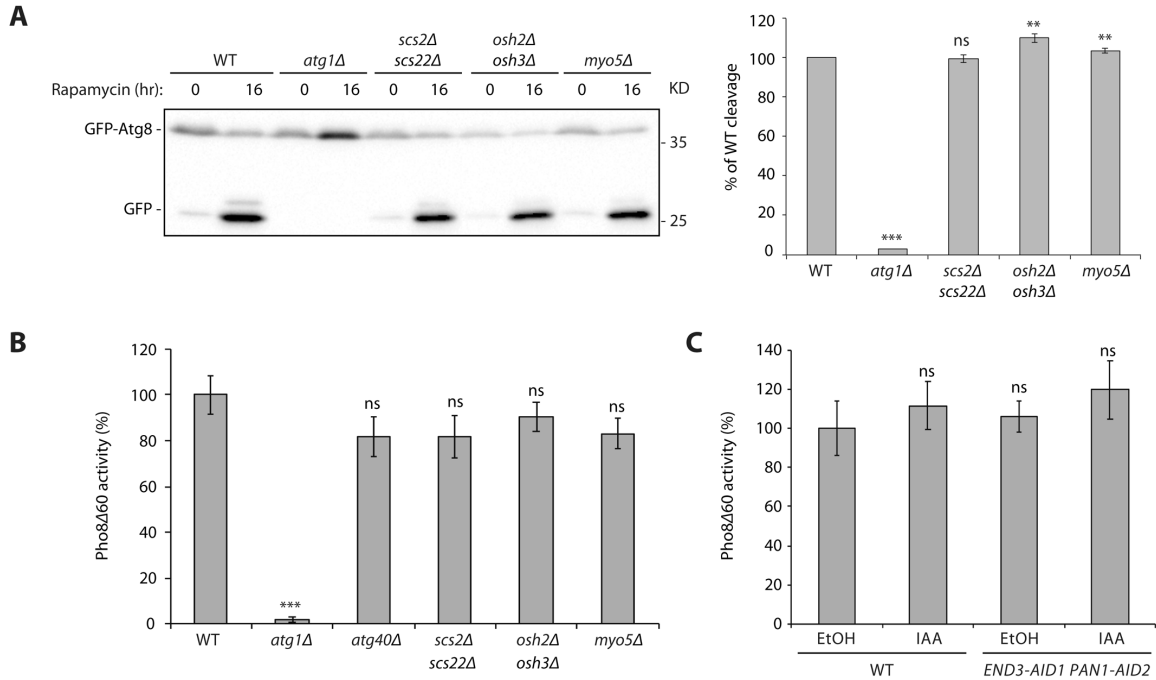 A
scs2Δ osh2Δ
WT atg1Δ scs22Δ osh3Δ myo5Δ
Rapamycin (hr): 0 16 0 16 0 16 0 16 0 16 KD
GFP-Atg8 -
- 35
GFP -
- 25
% of WT cleavage
120
100
80
60
40
20
0
ns
**
**
***
WT atg1Δ scs2Δ osh2Δ myo5Δ
scs22Δ osh3Δ
B
Pho8Δ60 activity (%)
120
100
80
60
40
20
0
***
ns
ns
ns
ns
WT atg1Δ atg40Δ scs2Δ osh2Δ myo5Δ
scs22Δ osh3Δ
C
Pho8Δ60 activity (%)
140
120
100
80
60
40
20
0
ns
ns
ns
EtOH IAA EtOH IAA
WT END3-AID1 PAN1-AID2